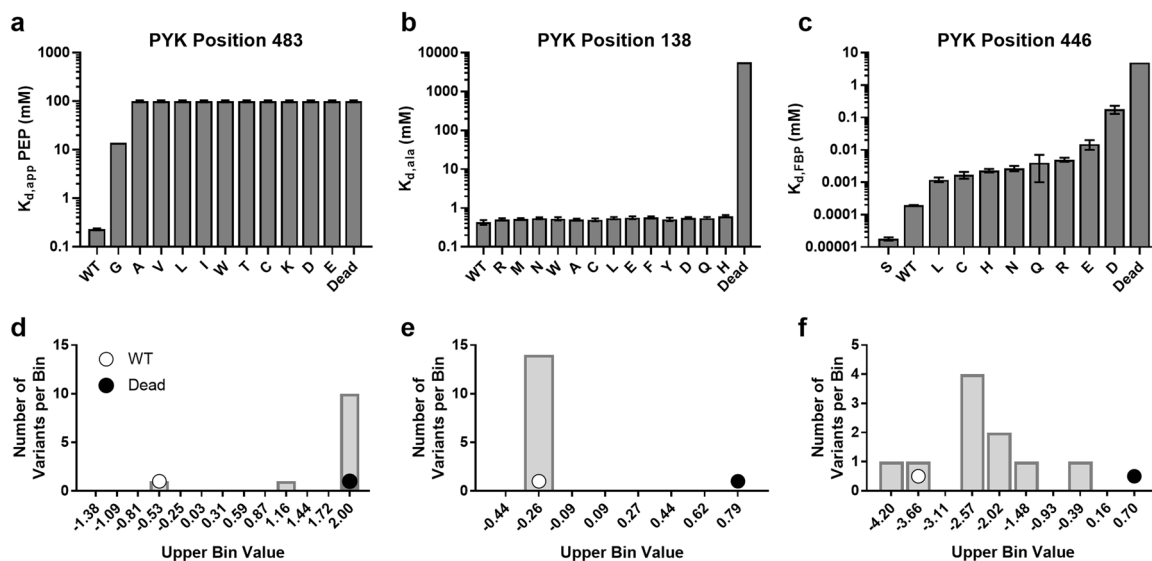 a
PYK Position 483
K_d,app PEP (mM)
1000
100
10
1
0.1
WT G A V L I W T C K D E Dead
b
PYK Position 138
K_d,ala (mM)
10000
1000
100
10
1
0.1
WT R M N W A C L E F Y D Q H Dead
c
PYK Position 446
K_d,FBP (mM)
10
1
0.1
0.01
0.001
0.0001
0.00001
S WT L C H N Q R E D Dead
d
Number of
Variants per Bin
15
10
5
0
WT
Dead
-1.38 -1.09 -0.81 -0.53 -0.25 0.03 0.31 0.59 0.87 1.16 1.44 1.72 2.00
Upper Bin Value
e
Number of
Variants per Bin
15
10
5
0
-0.44 -0.26 -0.09 0.09 0.27 0.44 0.62 0.79
Upper Bin Value
f
Number of
Variants per Bin
5
4
3
2
1
0
-4.20 -3.66 -3.11 -2.57 -2.02 -1.48 -0.93 -0.39 0.16 0.70
Upper Bin Value